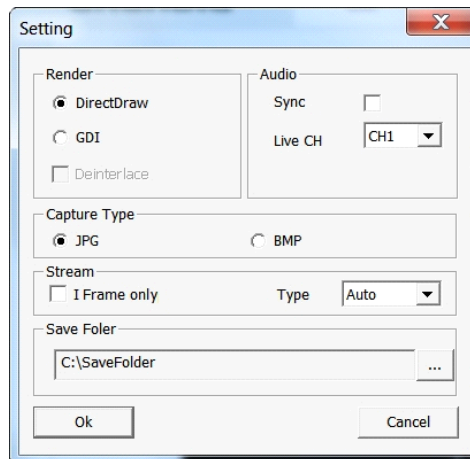 Setting
Render
DirectDraw
GDI
Deinterlace
Audio
Sync
Live CH CH1
Capture Type
JPG BMP
Stream
I Frame only Type Auto
Save Foler
C:\SaveFolder ...
Ok Cancel